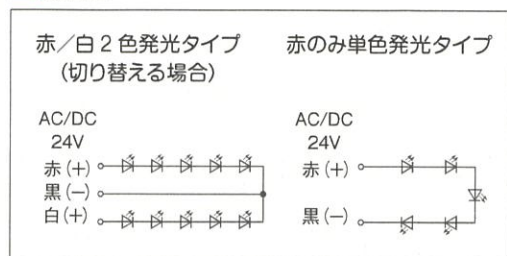 赤/白2色発光タイプ
(切り替える場合)
AC/DC
24V
赤(+)
黒(−)
白(+)
赤のみ単色発光タイプ
AC/DC
24V
赤(+)
黒(−)